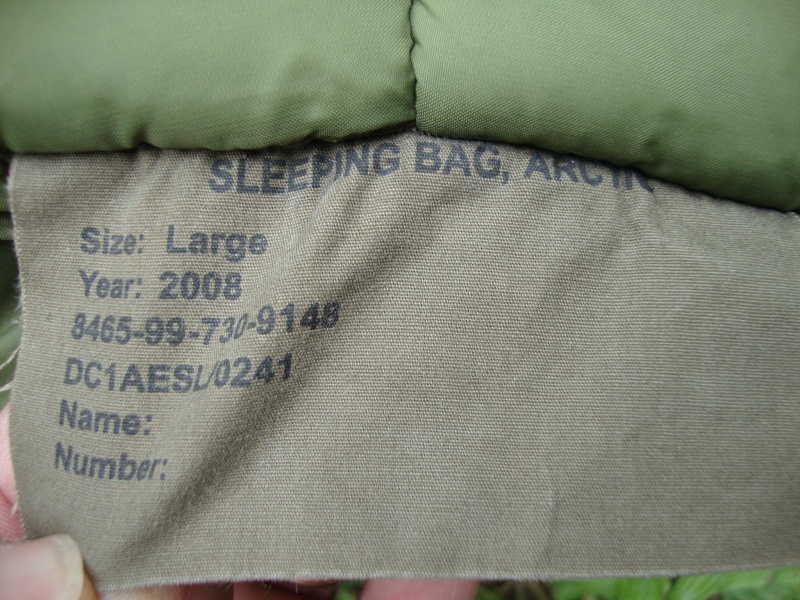 SLEEPING BAG, ARCTIC
Size: Large
Year: 2008
8465-99-730-9148
DC1AESL/0241
Name:
Number: